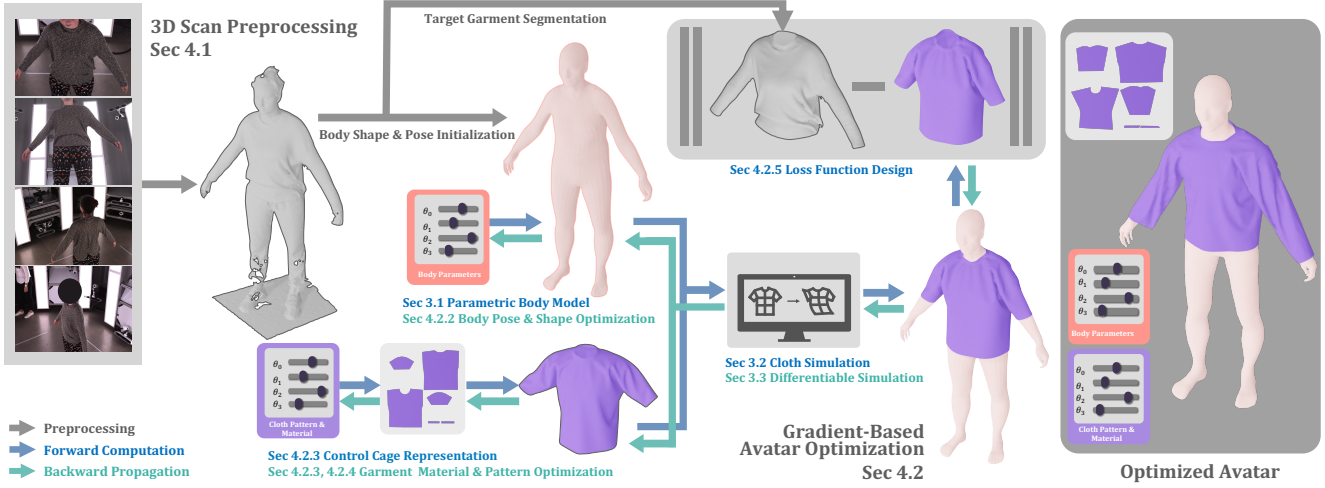 Target Garment Segmentation
3D Scan Preprocessing
Sec 4.1
Body Shape & Pose Initialization
Sec 4.2.5 Loss Function Design
θ0
θ1
θ2
θ3
Body Parameters
Sec 3.1 Parametric Body Model
Sec 4.2.2 Body Pose & Shape Optimization
Sec 3.2 Cloth Simulation
Sec 3.3 Differentiable Simulation
θ0
θ1
θ2
θ3
Cloth Pattern &
Material
Sec 4.2.3 Control Cage Representation
Sec 4.2.3, 4.2.4 Garment Material & Pattern Optimization
Preprocessing
Forward Computation
Backward Propagation
Gradient-Based
Avatar Optimization
Sec 4.2
θ0
θ1
θ2
θ3
Body Parameters
θ0
θ1
θ2
θ3
Cloth Pattern &
Material
Optimized Avatar